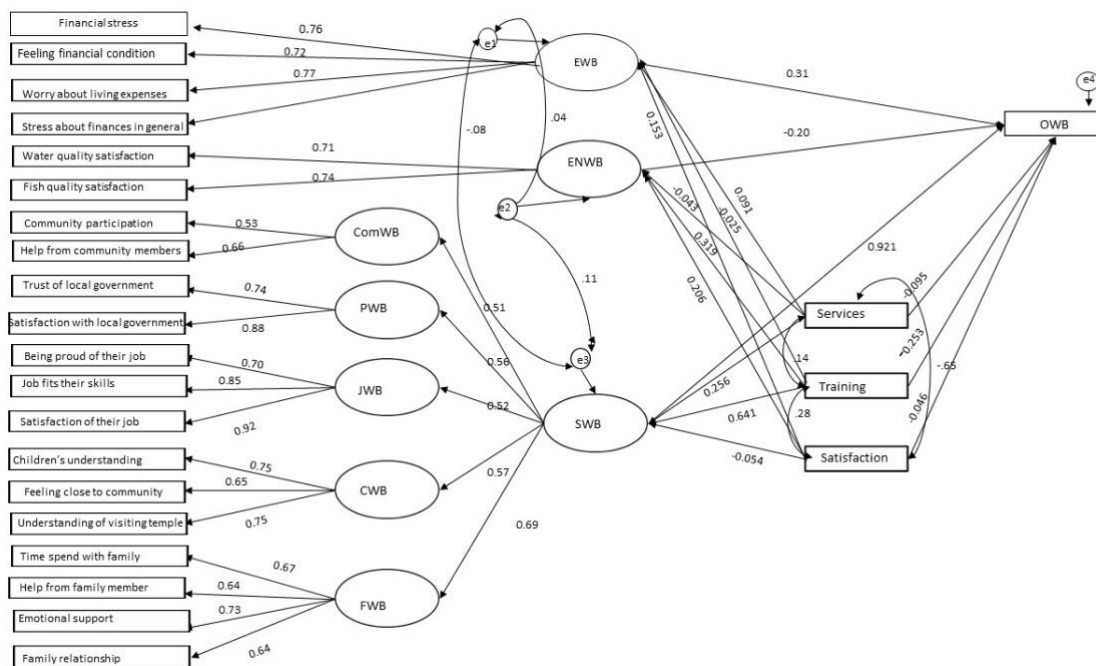 Financial stress
Feeling financial condition
Worry about living expenses
Stress about finances in general
Water quality satisfaction
Fish quality satisfaction
Community participation
Help from community members
Trust of local government
Satisfaction with local government
Being proud of their job
Job fits their skills
Satisfaction of their job
Children's understanding
Feeling close to community
Understanding of visiting temple
Time spend with family
Help from family member
Emotional support
Family relationship
0.76
0.72
0.77
0.71
0.74
0.53
0.66
0.74
0.88
0.70
0.85
0.92
0.75
0.65
0.75
0.67
0.64
0.73
0.64
ComWB
PWB
JWB
CWB
FWB
0.51
0.56
0.52
0.57
0.69
e1
EWB
-.08
.04
ENWB
e2
.11
e3
SWB
0.31
-0.20
0.921
0.153
0.091
-0.043
-0.025
0.319
0.206
0.256
0.641
-0.054
Services
.14
Training
.28
Satisfaction
-0.095
-0.253
-.65
-0.046
e4
OWB